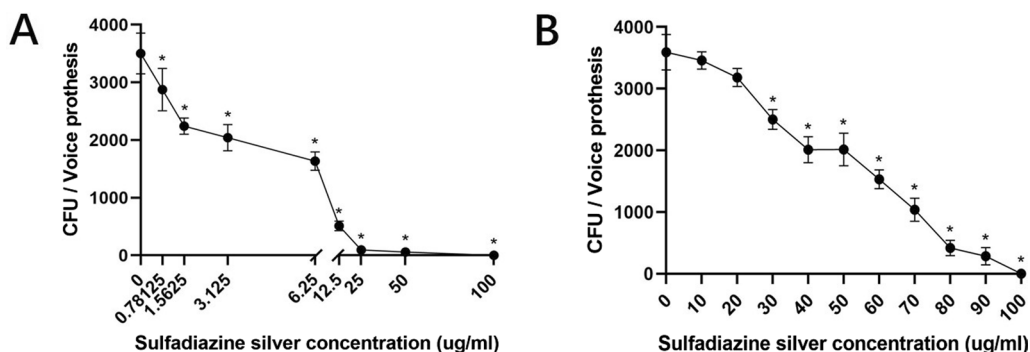 A
CFU / Voice prothesis
4000
3000
2000
1000
0
* * * * * * * * *
0 0.78125 1.5625 3.125 6.25 12.5 25 50 100
Sulfadiazine silver concentration (ug/ml)
B
CFU / Voice prothesis
4000
3000
2000
1000
0
* * * * * * * *
0 10 20 30 40 50 60 70 80 90 100
Sulfadiazine silver concentration (ug/ml)